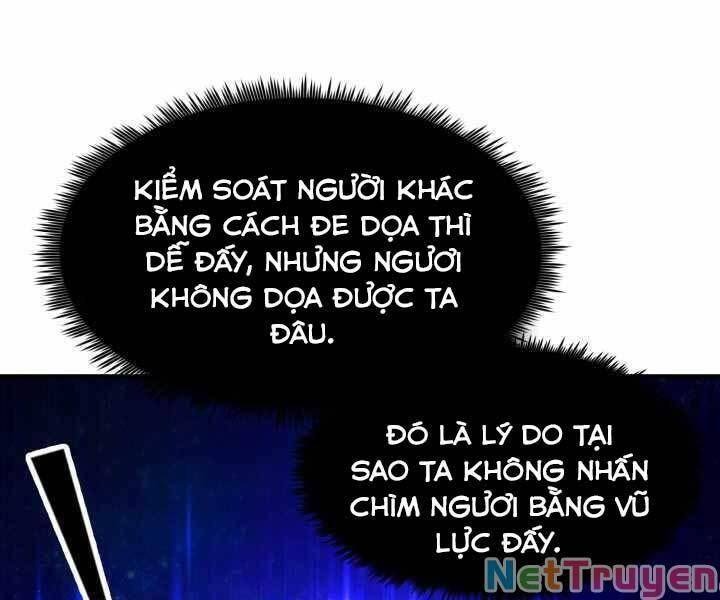 KIỂM SOÁT NGƯỜI KHÁC
BẰNG CÁCH ĐE DỌA THÌ
DỄ ĐẤY, NHƯNG NGƯƠI
KHÔNG DỌA ĐƯỢC TA
ĐÂU.
ĐÓ LÀ LÝ DO TẠI
SAO TA KHÔNG NHẤN
CHÌM NGƯƠI BẰNG VŨ
LỰC ĐẤY.
NetTruyen